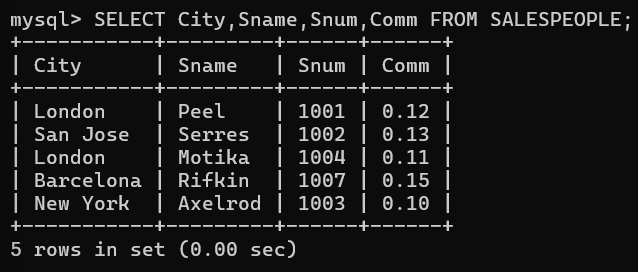 mysql> SELECT City,Sname,Snum,Comm FROM SALESPEOPLE;
+-----------+---------+------+------+
| City      | Sname   | Snum | Comm |
+-----------+---------+------+------+
| London    | Peel    | 1001 | 0.12 |
| San Jose  | Serres  | 1002 | 0.13 |
| London    | Motika  | 1004 | 0.11 |
| Barcelona | Rifkin  | 1007 | 0.15 |
| New York  | Axelrod | 1003 | 0.10 |
+-----------+---------+------+------+
5 rows in set (0.00 sec)